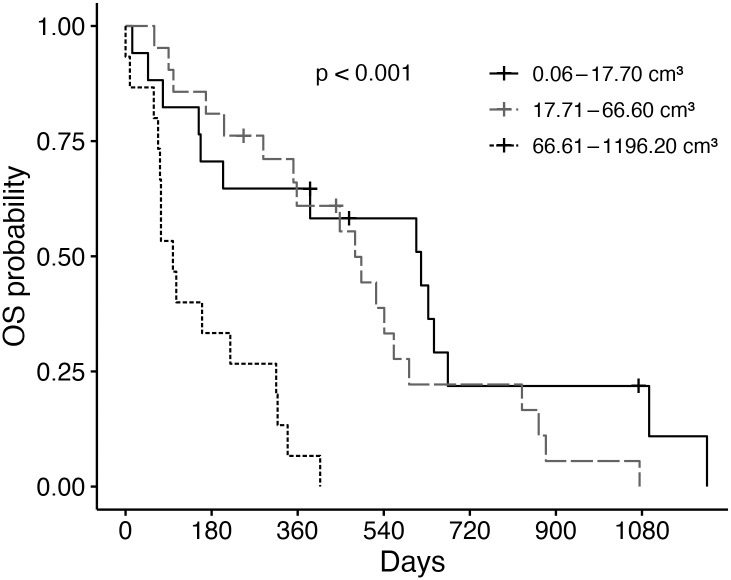 OS probability
1.00
0.75
0.50
0.25
0.00
p < 0.001
0.06–17.70 cm³
17.71–66.60 cm³
66.61–1196.20 cm³
0 180 360 540 720 900 1080
Days